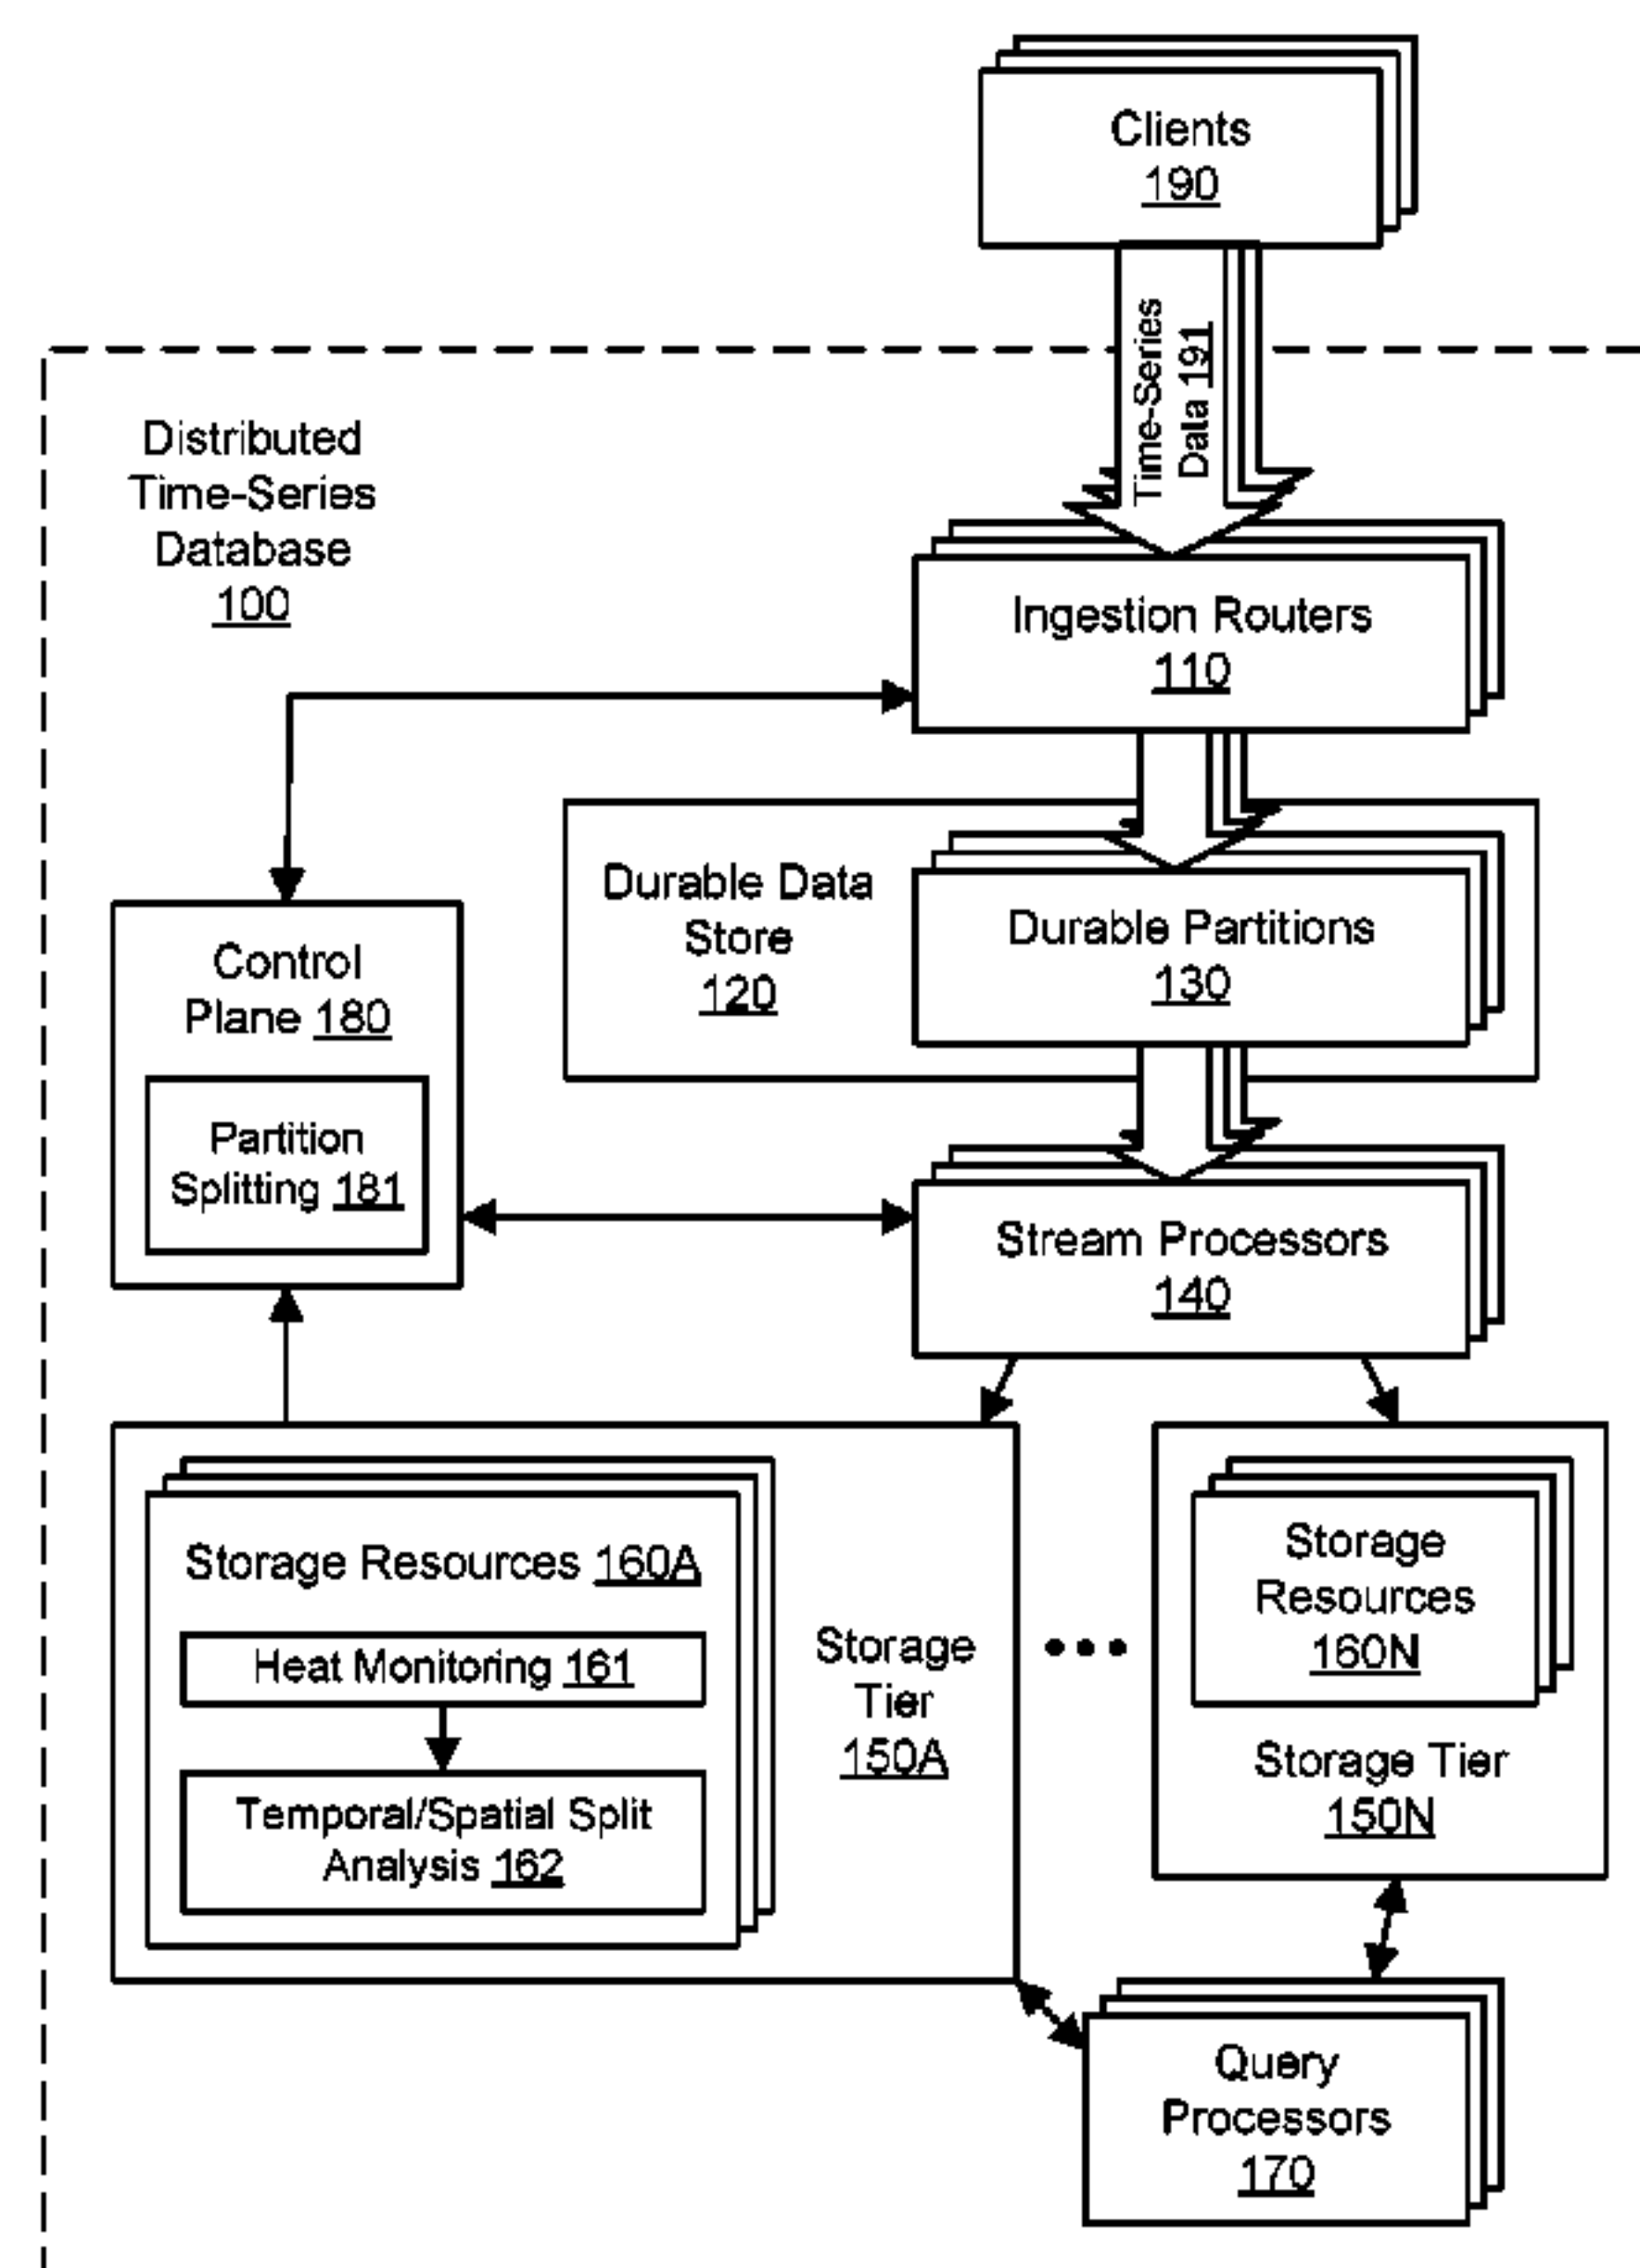 Clients
190
Time-Series
Data 191
Distributed
Time-Series
Database
100
Ingestion Routers
110
Durable Data
Store
120
Durable Partitions
130
Control
Plane 180
Partition
Splitting 181
Stream Processors
140
Storage Resources 160A
Heat Monitoring 161
Temporal/Spatial Split
Analysis 162
Storage
Tier
150A
•••
Storage
Resources
160N
Storage Tier
150N
Query
Processors
170